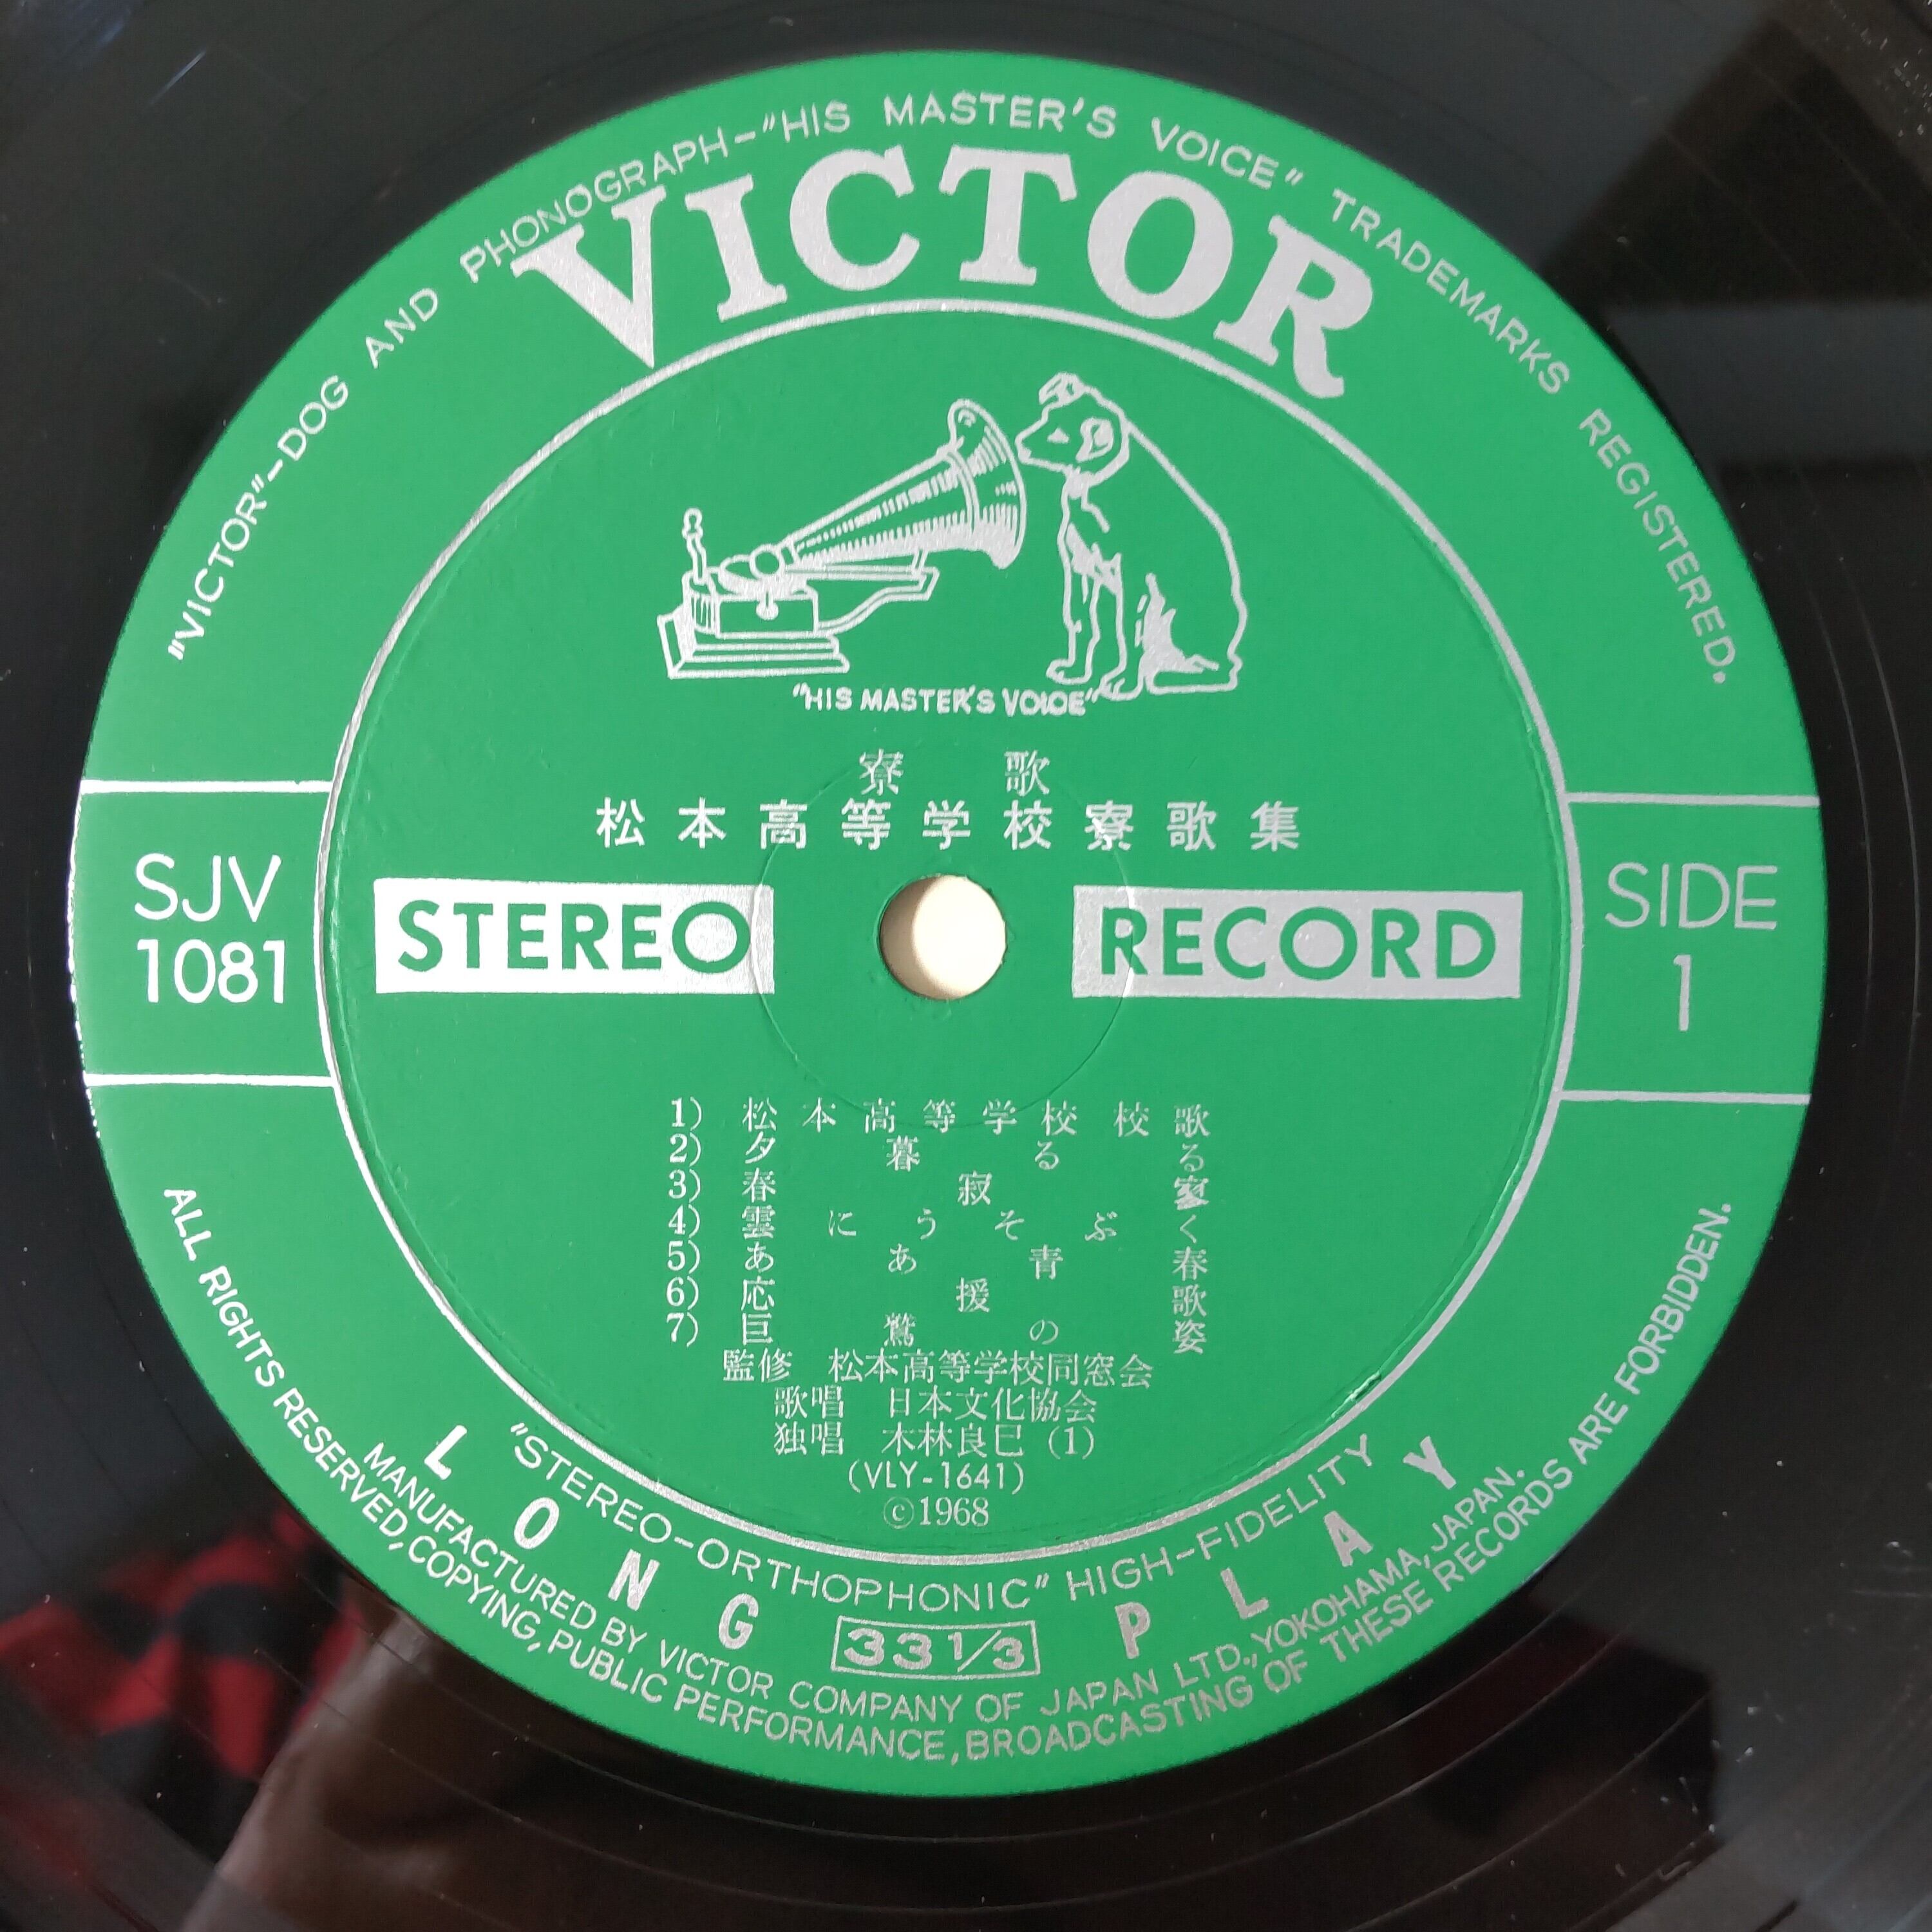 "VICTOR"-DOG AND PHONOGRAPH-"HIS MASTER'S VOICE" TRADEMARKS REGISTERED.
VICTOR
"HIS MASTER'S VOICE"
寮歌
松本高等学校寮歌集
SJV
1081
STEREO RECORD
SIDE
1
1) 松本高等学校校歌
2) 夕暮るる
3) 春寂寥
4) 雲にうそぶく
5) ああ青春
6) 応援歌
7) 巨鷲の姿
監修 松本高等学校同窓会
歌唱 日本文化協会
独唱 木林良巳 (1)
(VLY-1641)
©1968
"STEREO-ORTHOPHONIC" HIGH-FIDELITY
LONG 33 1/3 PLAY
MANUFACTURED BY VICTOR COMPANY OF JAPAN LTD., YOKOHAMA, JAPAN.
ALL RIGHTS RESERVED, COPYING, PUBLIC PERFORMANCE, BROADCASTING OF THESE RECORDS ARE FORBIDDEN.